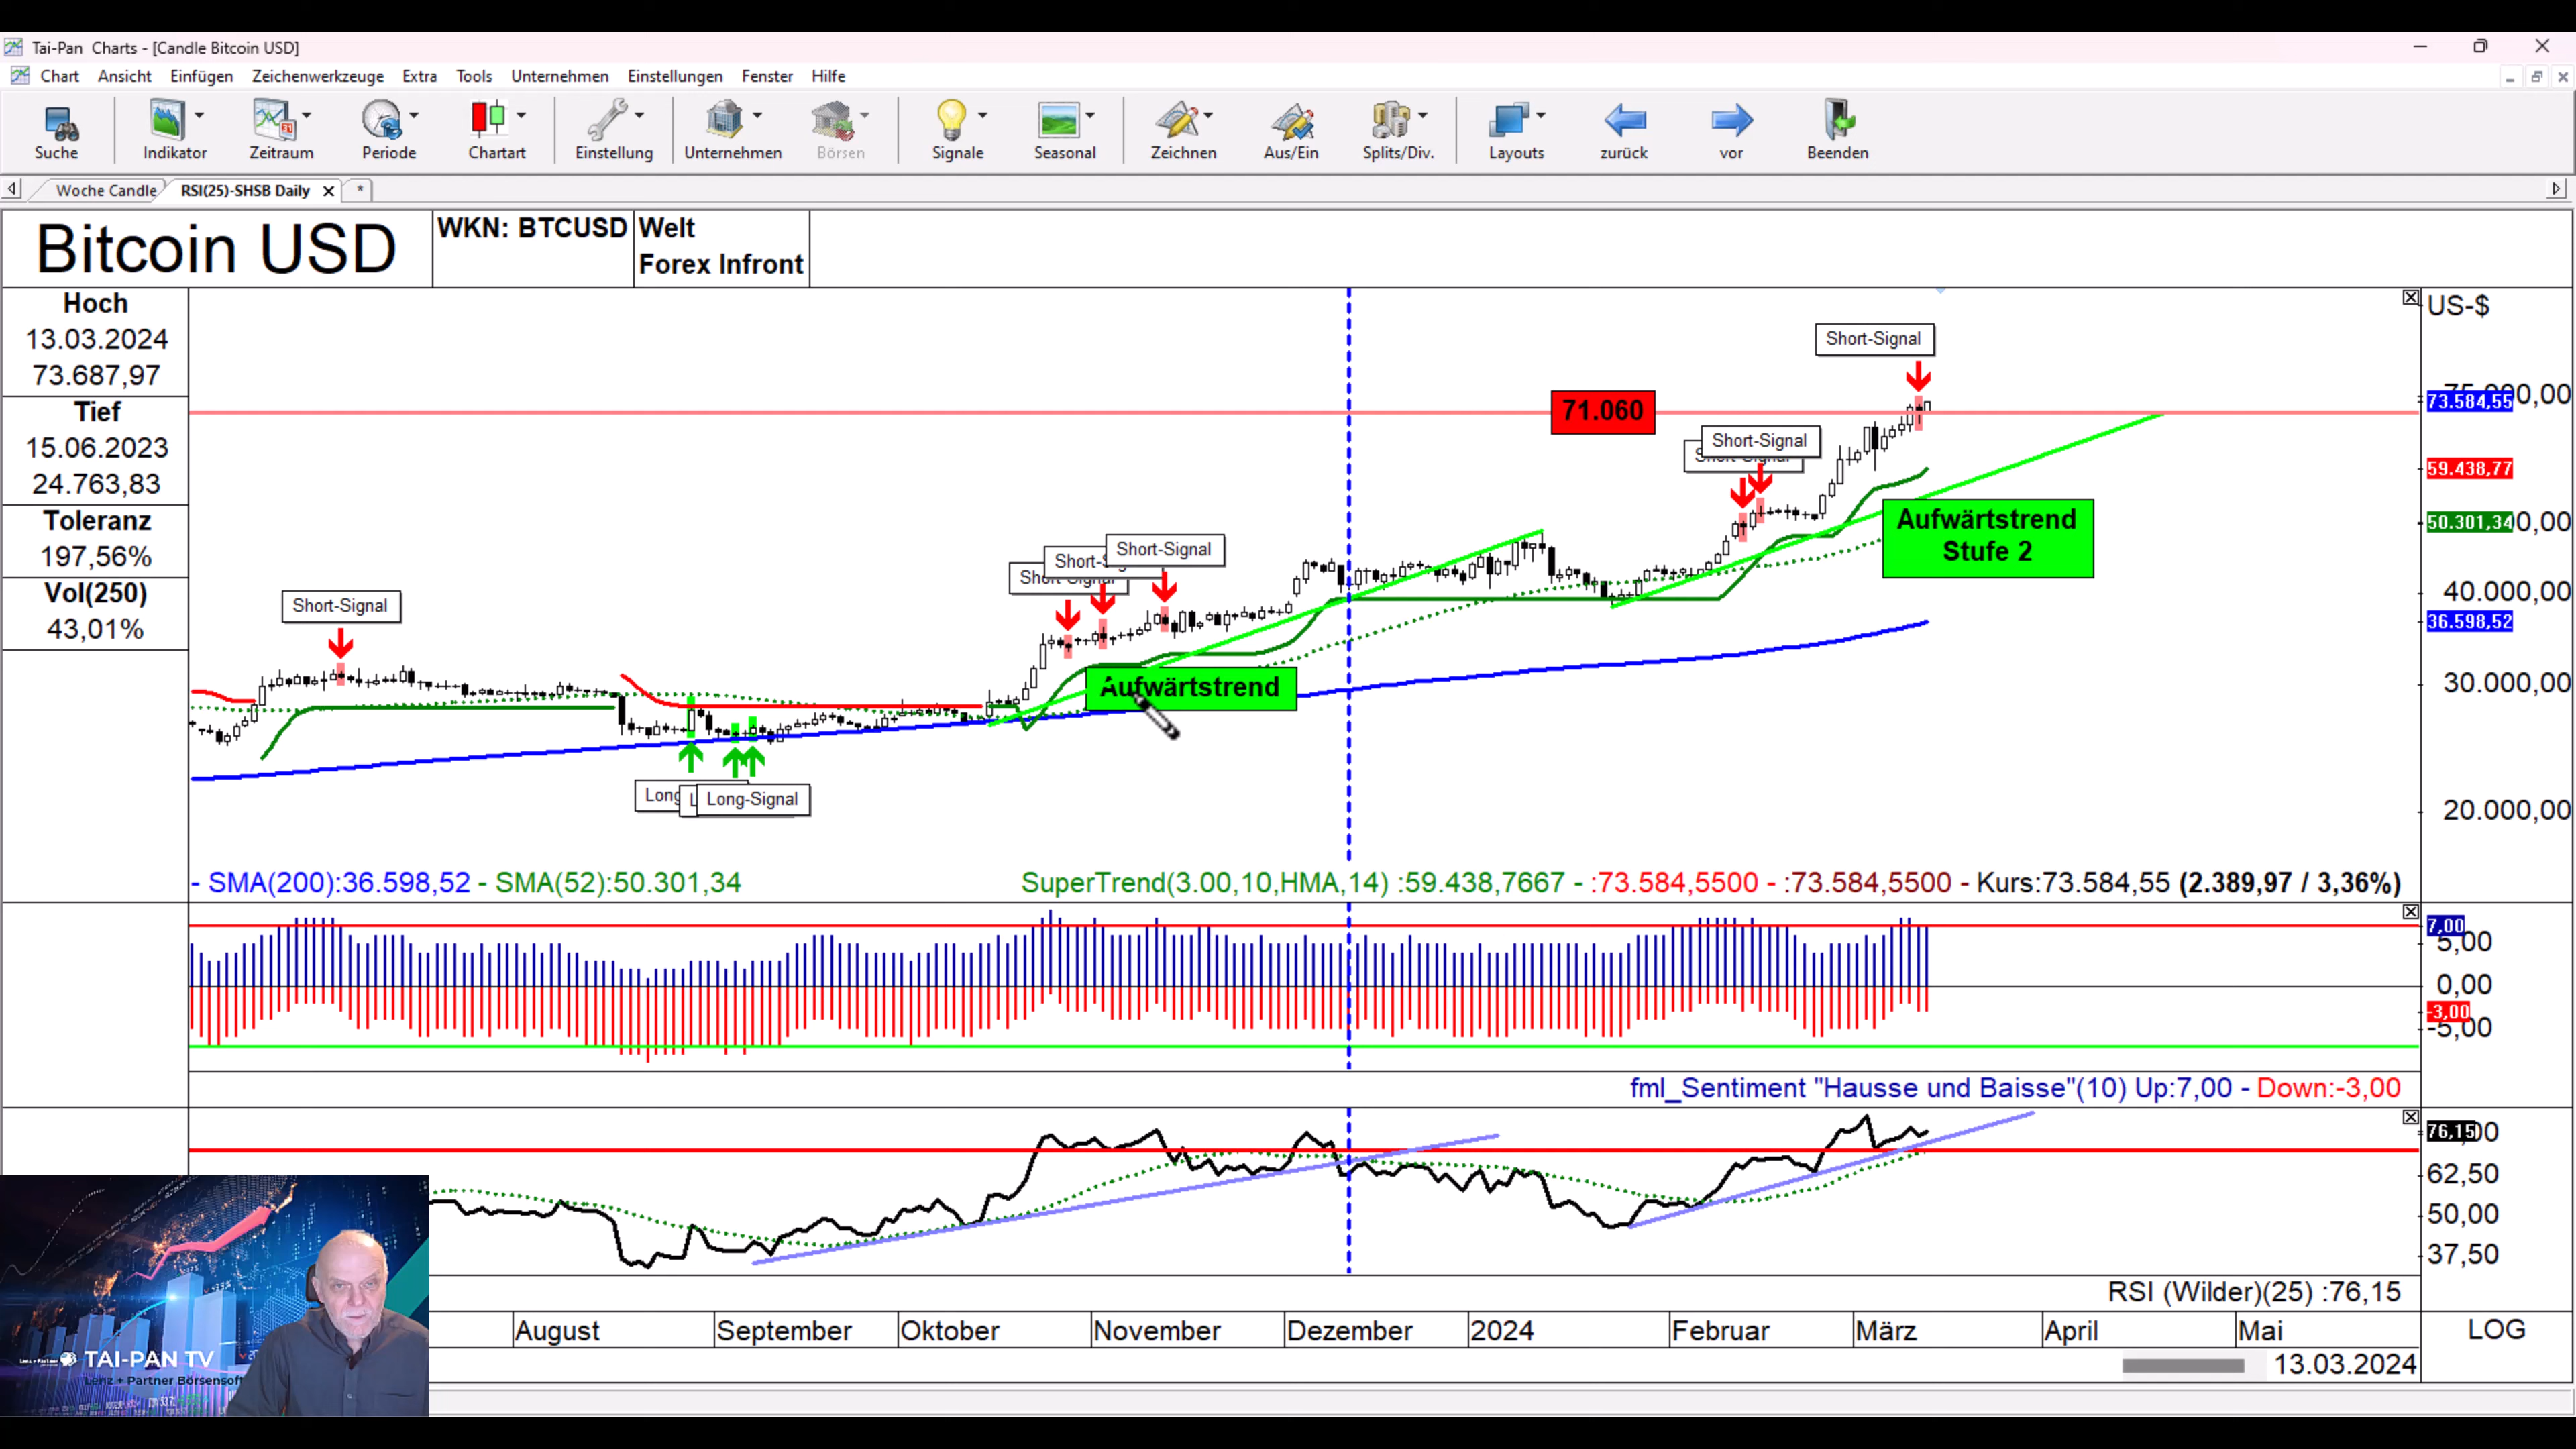 Tai-Pan Charts - [Candle Bitcoin USD]
Chart Ansicht Einfügen Zeichenwerkzeuge Extra Tools Unternehmen Einstellungen Fenster Hilfe
Suche Indikator Zeitraum Periode Chartart Einstellung Unternehmen Börsen Signale Seasonal Zeichnen Aus/Ein Splits/Div. Layouts zurück vor Beenden
Woche Candle RSI(25)-SHSB Daily *
Bitcoin USD
WKN: BTCUSD
Welt
Forex Infront
Hoch
13.03.2024
73.687,97
Tief
15.06.2023
24.763,83
Toleranz
197,56%
Vol(250)
43,01%
US-$
Short-Signal
73.584,55
71.060
Short-Signal
59.438,77
Aufwärtstrend
Stufe 2
50.301,34
Short-Signal
40.000,00
Short-Signal
36.598,52
Aufwärtstrend
30.000,00
Long-Signal
20.000,00
- SMA(200):36.598,52 - SMA(52):50.301,34
SuperTrend(3.00,10,HMA,14) :59.438,7667 - :73.584,5500 - :73.584,5500 - Kurs:73.584,55 (2.389,97 / 3,36%)
7,00
5,00
0,00
-3,00
-5,00
fml_Sentiment "Hausse und Baisse"(10) Up:7,00 - Down:-3,00
76,15
62,50
50,00
37,50
RSI (Wilder)(25) :76,15
August September Oktober November Dezember 2024 Februar März April Mai LOG
13.03.2024
TAI-PAN TV
Lenz + Partner Börsensoft